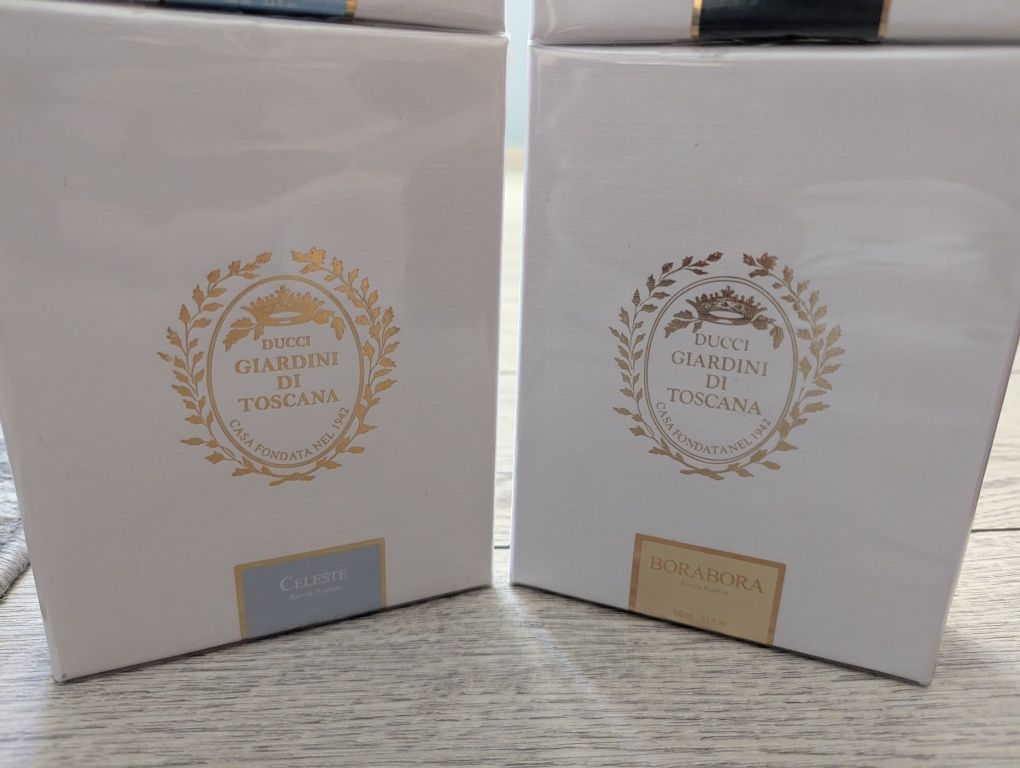 DUCCI
GIARDINI
DI
TOSCANA
CASA FONDATA NEL 1942
CELESTE
EAU DE PARFUM
DUCCI
GIARDINI
DI
TOSCANA
CASA FONDATA NEL 1942
BORABORA
EAU DE PARFUM